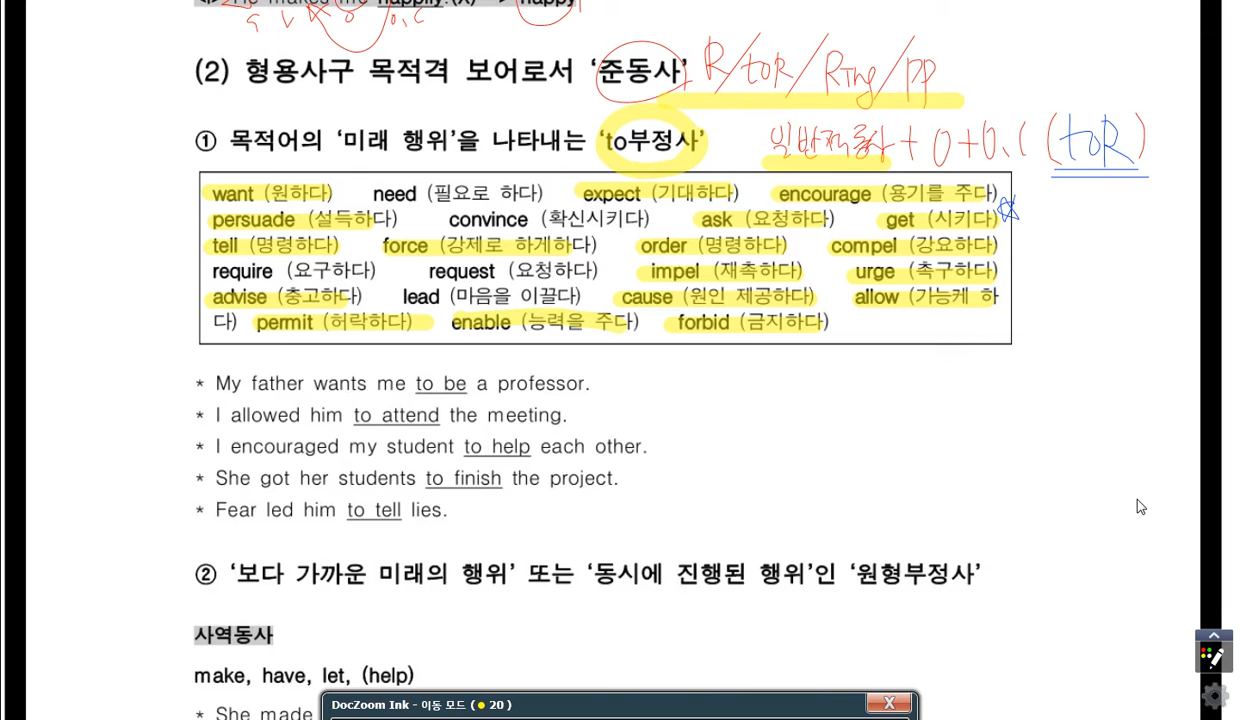 He makes me happily.(X) → happy
(2) 형용사구 목적격 보어로서 ‘준동사’ R/toR/Ring/pp
① 목적어의 ‘미래 행위’을 나타내는 ‘to부정사’ 일반적동사 + O + O.C (toR)
want (원하다) need (필요로 하다) expect (기대하다) encourage (용기를 주다)
persuade (설득하다) convince (확신시키다) ask (요청하다) get (시키다)
tell (명령하다) force (강제로 하게하다) order (명령하다) compel (강요하다)
require (요구하다) request (요청하다) impel (재촉하다) urge (촉구하다)
advise (충고하다) lead (마음을 이끌다) cause (원인 제공하다) allow (가능케 하
다) permit (허락하다) enable (능력을 주다) forbid (금지하다)
* My father wants me to be a professor.
* I allowed him to attend the meeting.
* I encouraged my student to help each other.
* She got her students to finish the project.
* Fear led him to tell lies.
② ‘보다 가까운 미래의 행위’ 또는 ‘동시에 진행된 행위’인 ‘원형부정사’
사역동사
make, have, let, (help)
* She made
DocZoom Ink - 이동 모드 ( 20 )